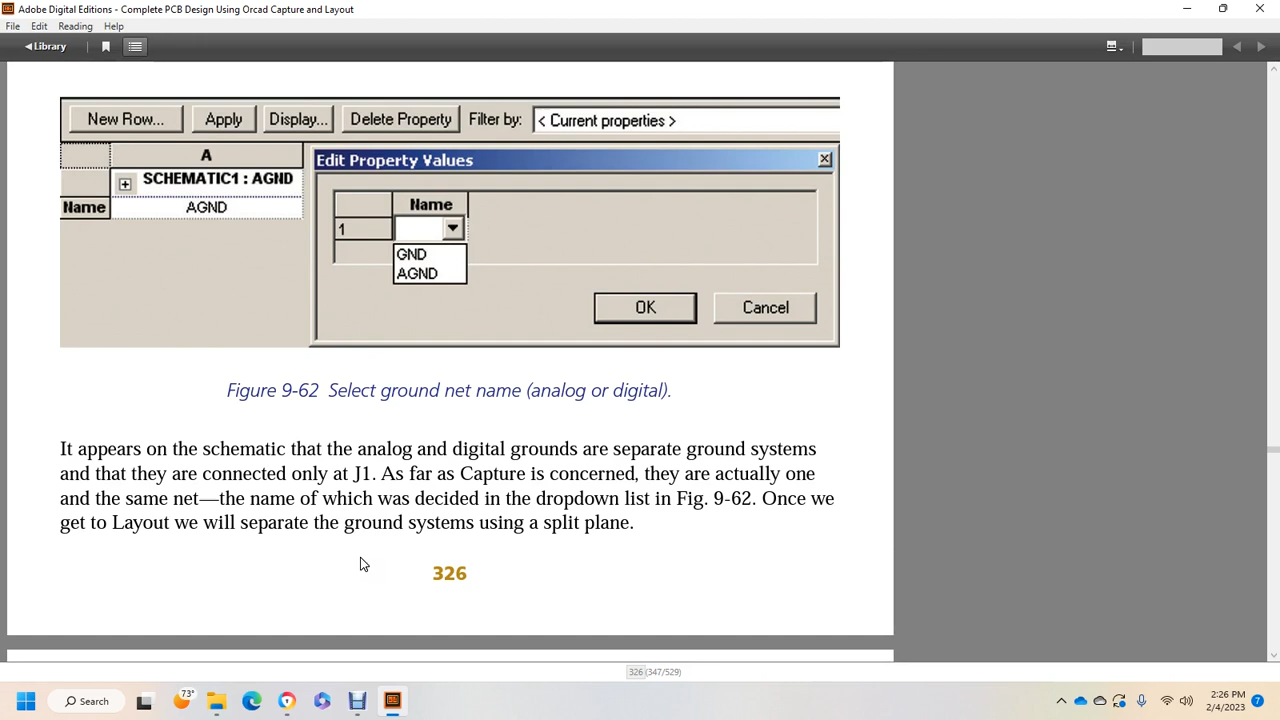 Adobe Digital Editions - Complete PCB Design Using Orcad Capture and Layout
File Edit Reading Help
Library
New Row... Apply Display... Delete Property Filter by: < Current properties >
A
SCHEMATIC1 : AGND
Name AGND
Edit Property Values
Name
1
GND
AGND
OK Cancel
Figure 9-62 Select ground net name (analog or digital).
It appears on the schematic that the analog and digital grounds are separate ground systems
and that they are connected only at J1. As far as Capture is concerned, they are actually one
and the same net—the name of which was decided in the dropdown list in Fig. 9-62. Once we
get to Layout we will separate the ground systems using a split plane.
326
326 (347/529)
Search
73°
2:26 PM
2/4/2023
7